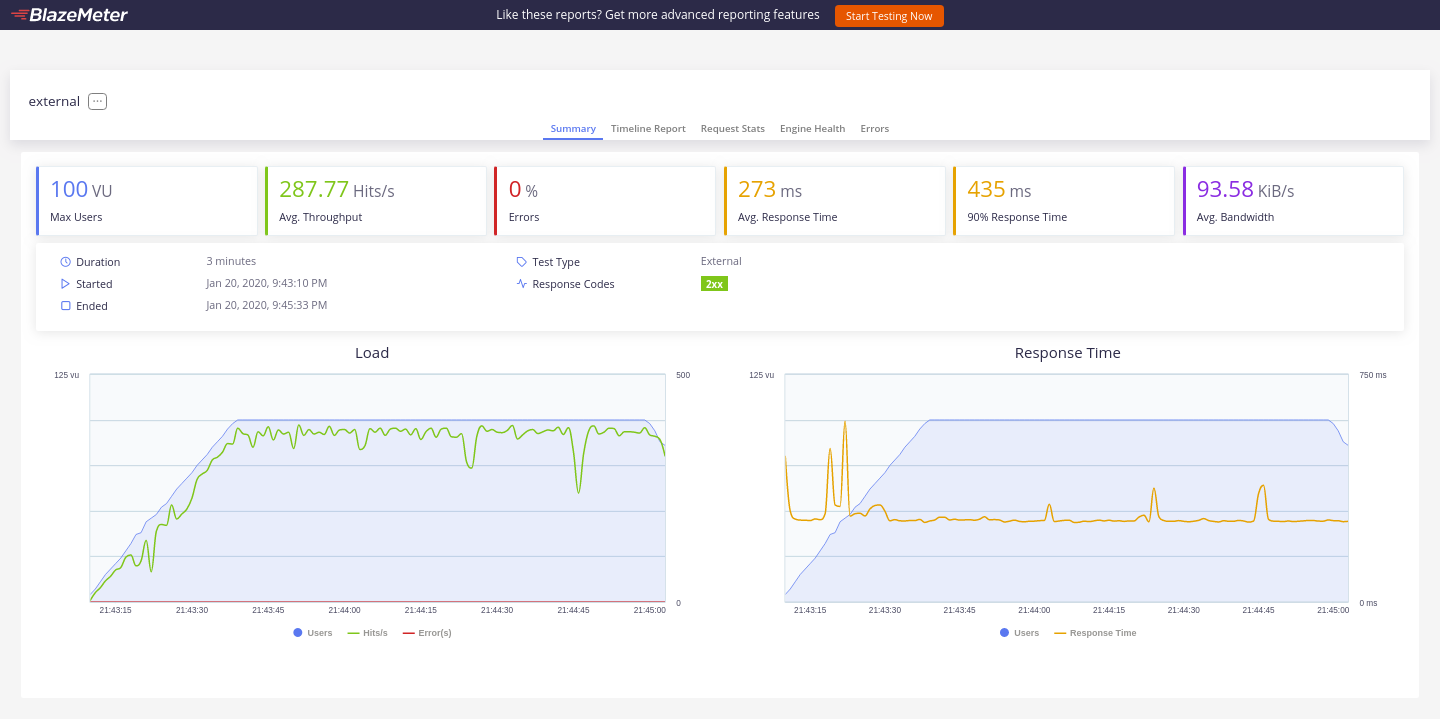 BlazeMeter
Like these reports? Get more advanced reporting features
Start Testing Now
external
Summary Timeline Report Request Stats Engine Health Errors
100 VU
Max Users
287.77 Hits/s
Avg. Throughput
0 %
Errors
273 ms
Avg. Response Time
435 ms
90% Response Time
93.58 KiB/s
Avg. Bandwidth
Duration 3 minutes
Started Jan 20, 2020, 9:43:10 PM
Ended Jan 20, 2020, 9:45:33 PM
Test Type External
Response Codes 2xx
Load
125 vu 500
0
21:43:15 21:43:30 21:43:45 21:44:00 21:44:15 21:44:30 21:44:45 21:45:00
Users Hits/s Error(s)
Response Time
125 vu 750 ms
0 ms
21:43:15 21:43:30 21:43:45 21:44:00 21:44:15 21:44:30 21:44:45 21:45:00
Users Response Time